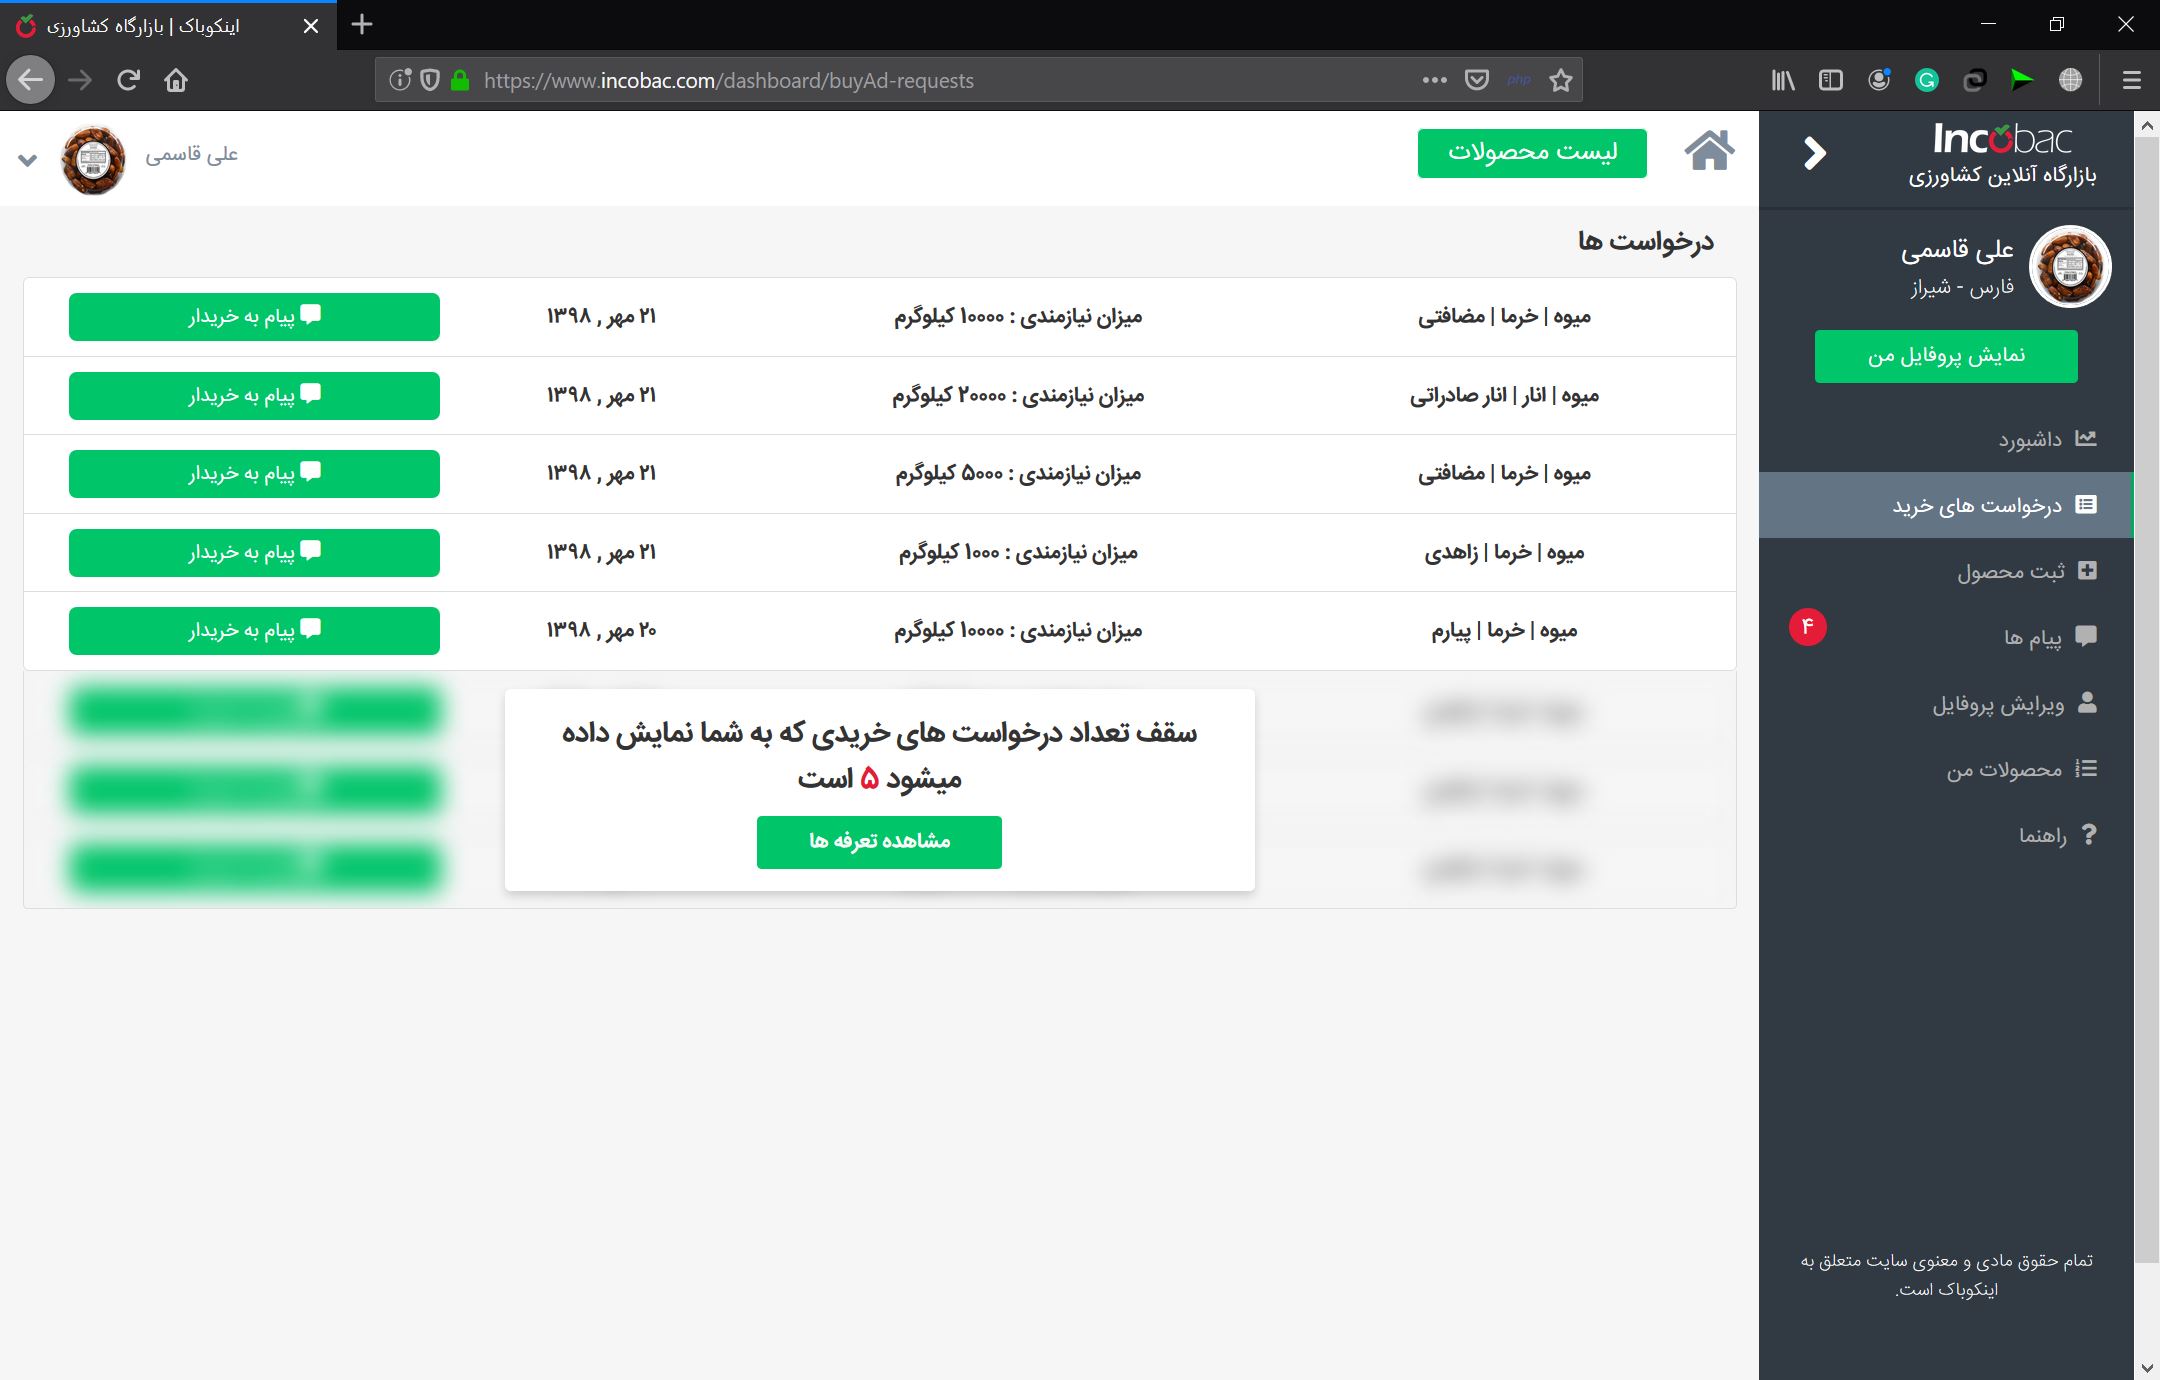 اینکوباک | بازارگاه کشاورزی
https://www.incobac.com/dashboard/buyAd-requests
php
Incobac
بازارگاه آنلاین کشاورزی
لیست محصولات
علی قاسمی
علی قاسمی
فارس - شیراز
نمایش پروفایل من
داشبورد
درخواست های خرید
ثبت محصول
پیام ها
۴
ویرایش پروفایل
محصولات من
راهنما
تمام حقوق مادی و معنوی سایت متعلق به
اینکوباک است.
درخواست ها
میوه | خرما | مضافتی میزان نیازمندی : ۱۰۰۰۰ کیلوگرم ۲۱ مهر , ۱۳۹۸ پیام به خریدار
میوه | انار | انار صادراتی میزان نیازمندی : ۲۰۰۰۰ کیلوگرم ۲۱ مهر , ۱۳۹۸ پیام به خریدار
میوه | خرما | مضافتی میزان نیازمندی : ۵۰۰۰ کیلوگرم ۲۱ مهر , ۱۳۹۸ پیام به خریدار
میوه | خرما | زاهدی میزان نیازمندی : ۱۰۰۰ کیلوگرم ۲۱ مهر , ۱۳۹۸ پیام به خریدار
میوه | خرما | پیارم میزان نیازمندی : ۱۰۰۰۰ کیلوگرم ۲۰ مهر , ۱۳۹۸ پیام به خریدار
سقف تعداد درخواست های خریدی که به شما نمایش داده
میشود ۵ است
مشاهده تعرفه ها